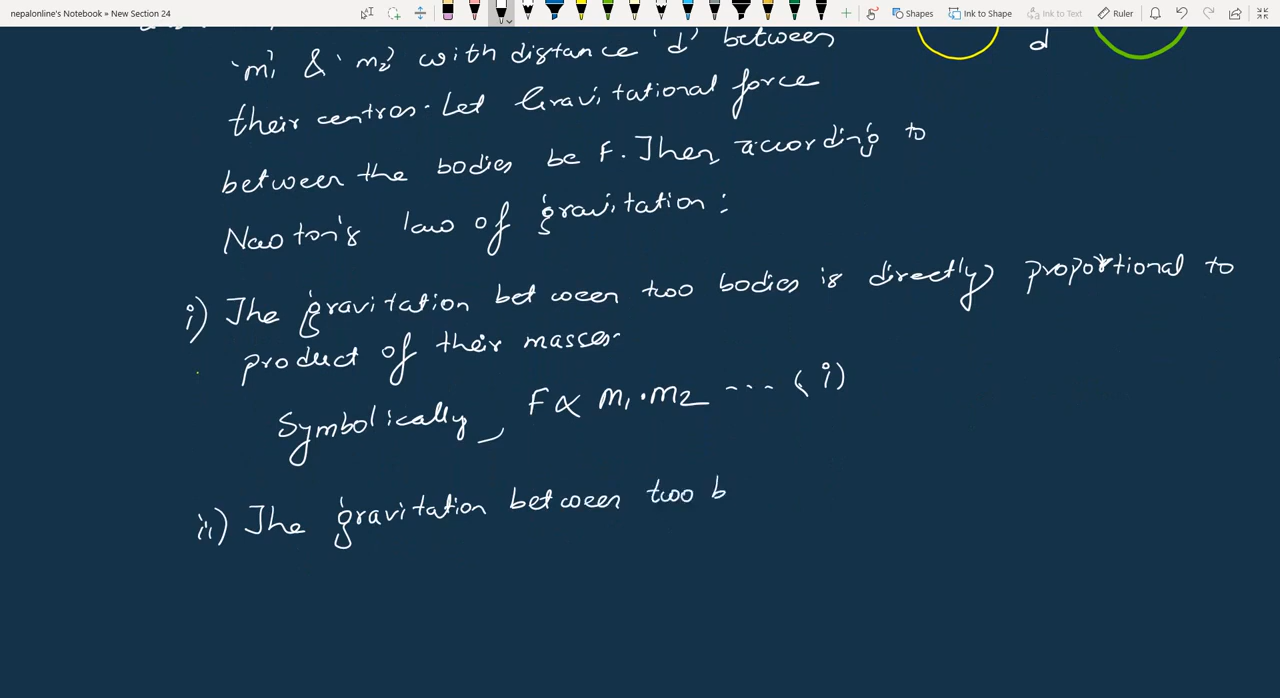 nepalonline's Notebook » New Section 24
Shapes
Ink to Shape
Ink to Text
Ruler
'm1' & 'm2' with distance 'd' between
d
their centres. Let Gravitational force
between the bodies be F. Then, according to
Newton's law of gravitation:
i) The gravitation between two bodies is directly proportional to
product of their masses.
Symbolically, F ∝ m1.m2 --- (i)
ii) The gravitation between two b